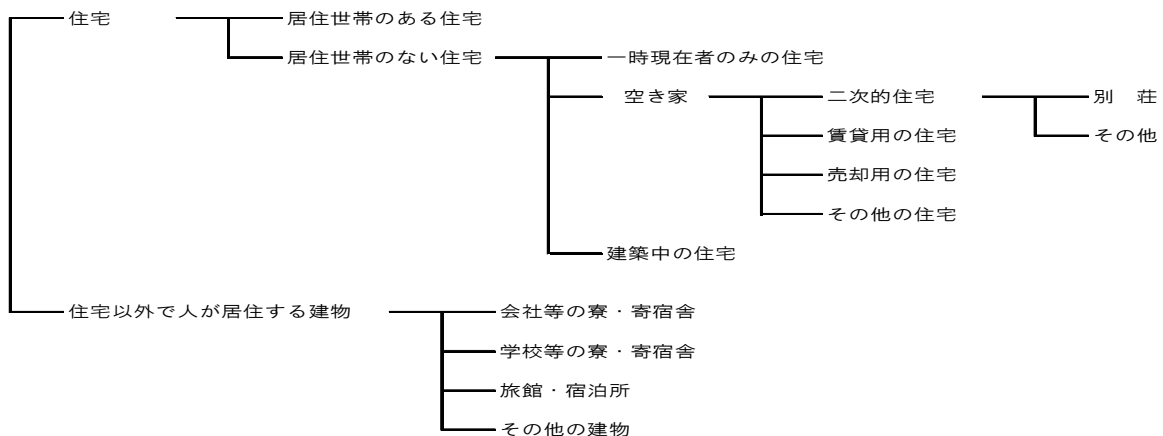 住宅 居住世帯のある住宅
居住世帯のない住宅 一時現在者のみの住宅
空き家 二次的住宅 別 荘
賃貸用の住宅 その他
売却用の住宅
その他の住宅
建築中の住宅
住宅以外で人が居住する建物 会社等の寮・寄宿舎
学校等の寮・寄宿舎
旅館・宿泊所
その他の建物